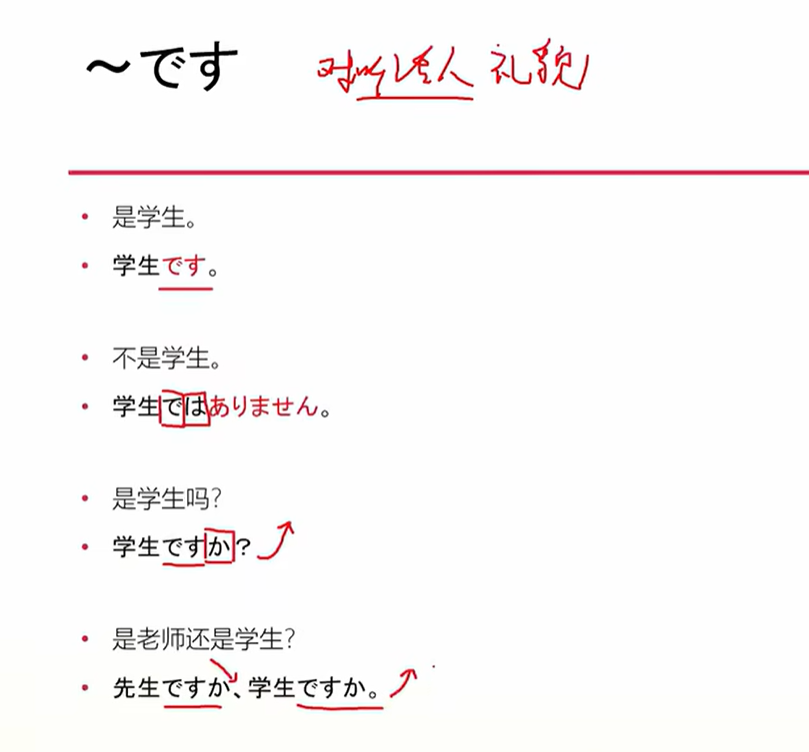 ～です 对听话人 礼貌
• 是学生。
• 学生です。
• 不是学生。
• 学生ではありません。
• 是学生吗?
• 学生ですか?
• 是老师还是学生?
• 先生ですか、学生ですか。